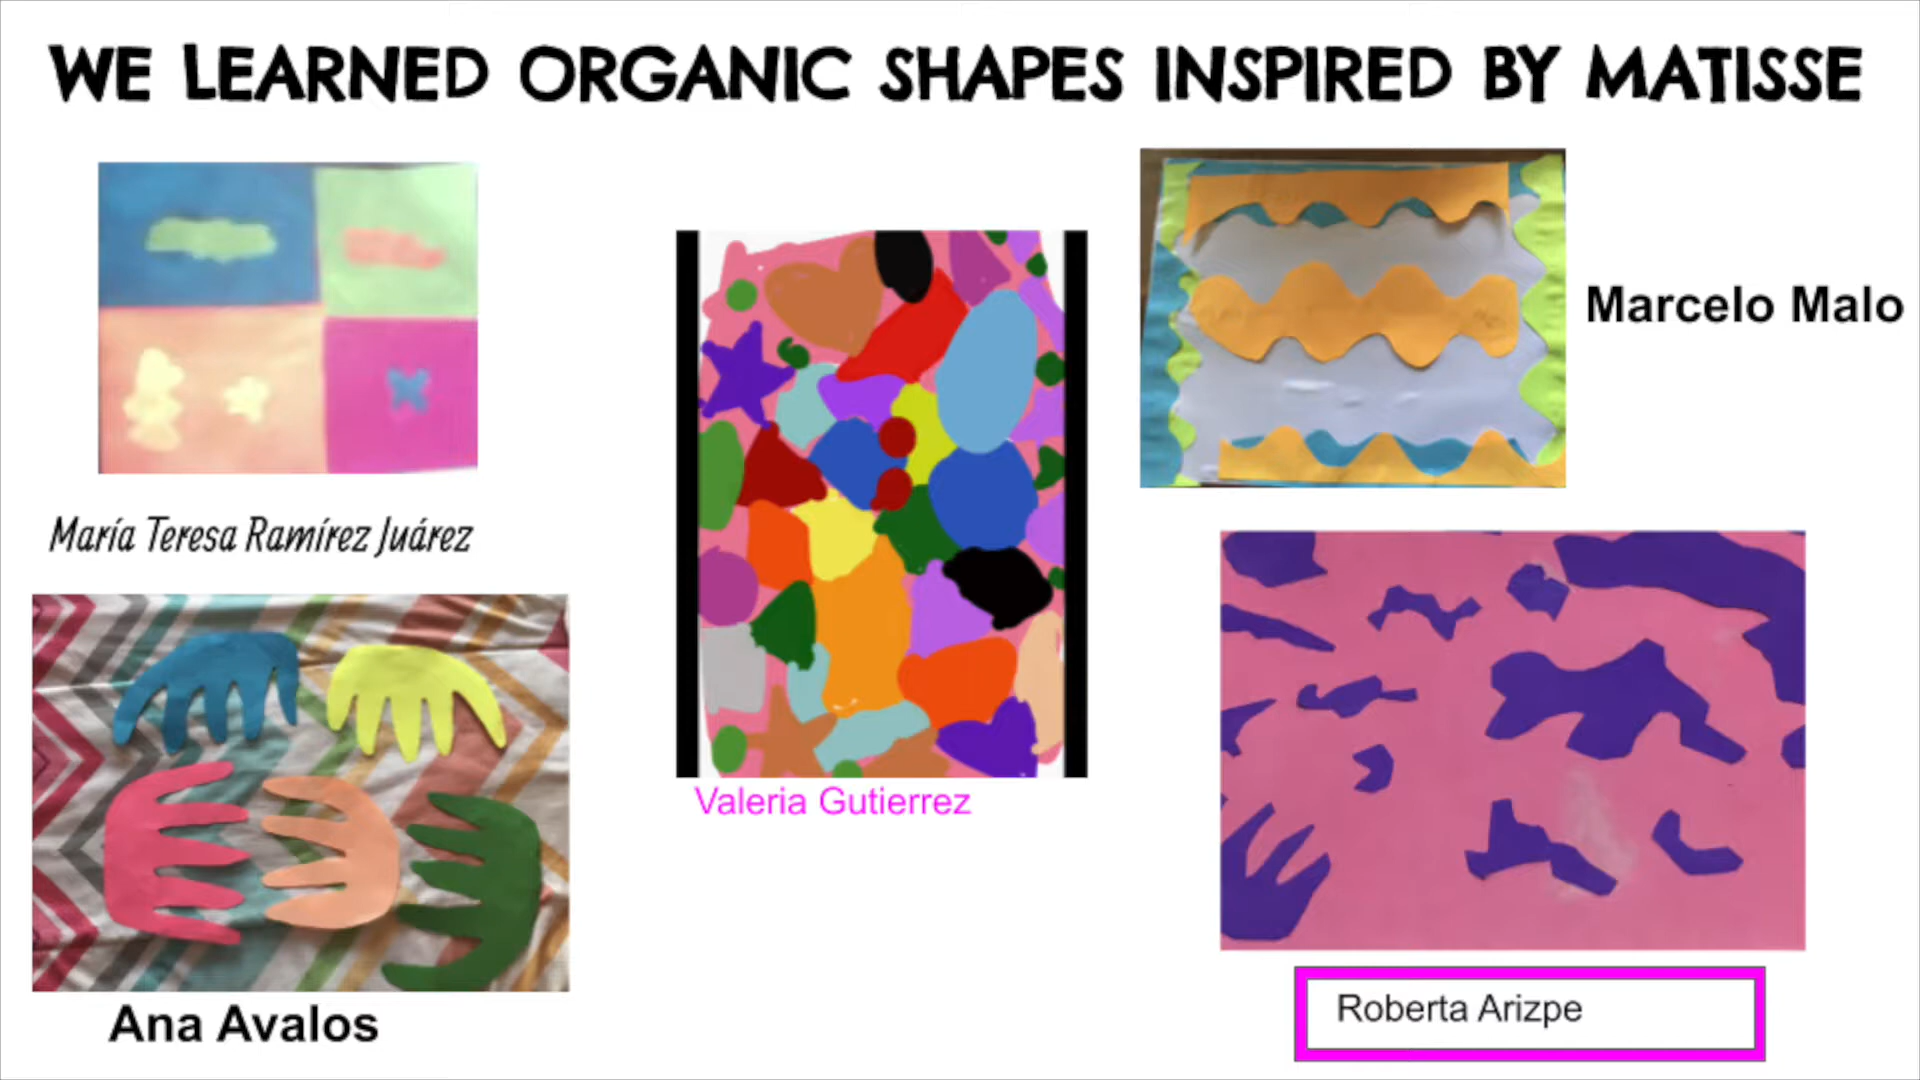 WE LEARNED ORGANIC SHAPES INSPIRED BY MATISSE
Marcelo Malo
María Teresa Ramírez Juárez
Valeria Gutierrez
Ana Avalos
Roberta Arizpe